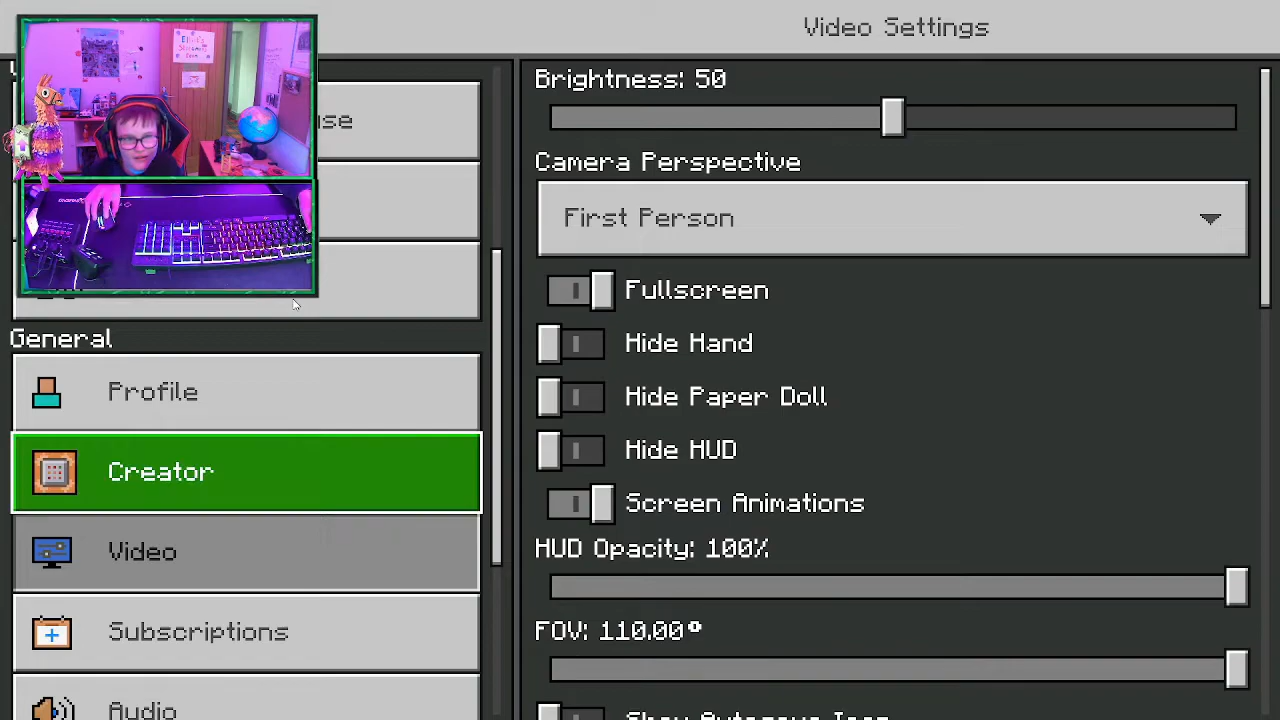 Video Settings
Brightness: 50
Camera Perspective
First Person
Fullscreen
Hide Hand
Hide Paper Doll
Hide HUD
Screen Animations
HUD Opacity: 100%
FOV: 110.00°
General
Profile
Creator
Video
Subscriptions
Audio